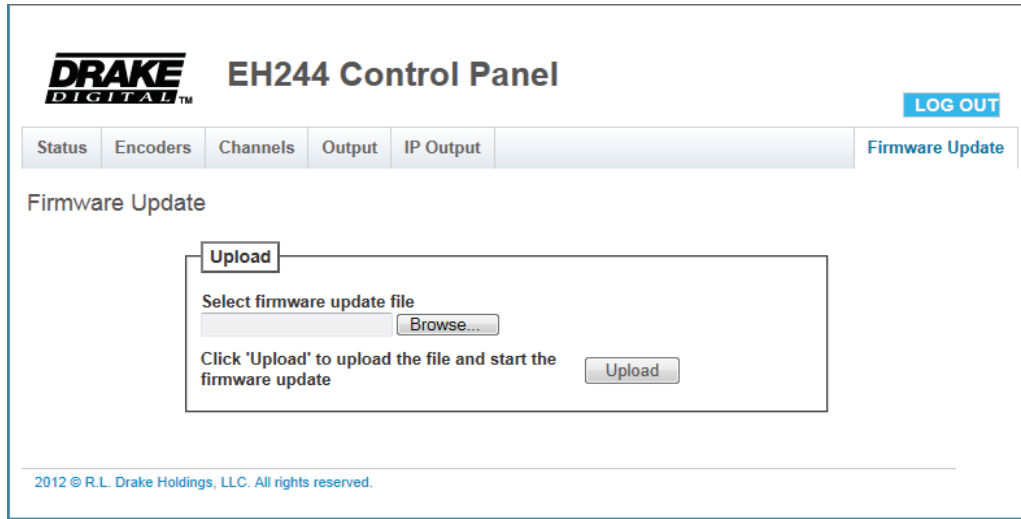 DRAKE
DIGITAL TM
EH244 Control Panel
LOG OUT
Status Encoders Channels Output IP Output Firmware Update
Firmware Update
Upload
Select firmware update file
Browse...
Click 'Upload' to upload the file and start the
firmware update
Upload
2012 © R.L. Drake Holdings, LLC. All rights reserved.